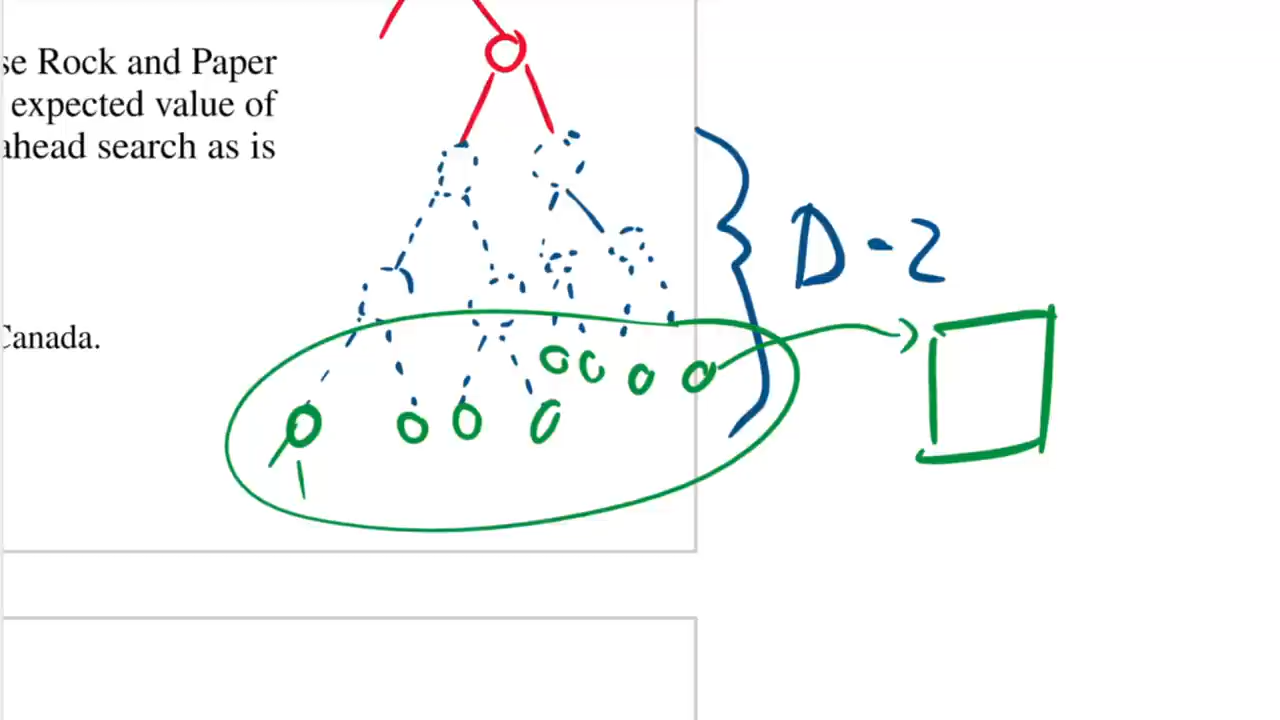 se Rock and Paper
expected value of
ahead search as is
D-2
Canada.